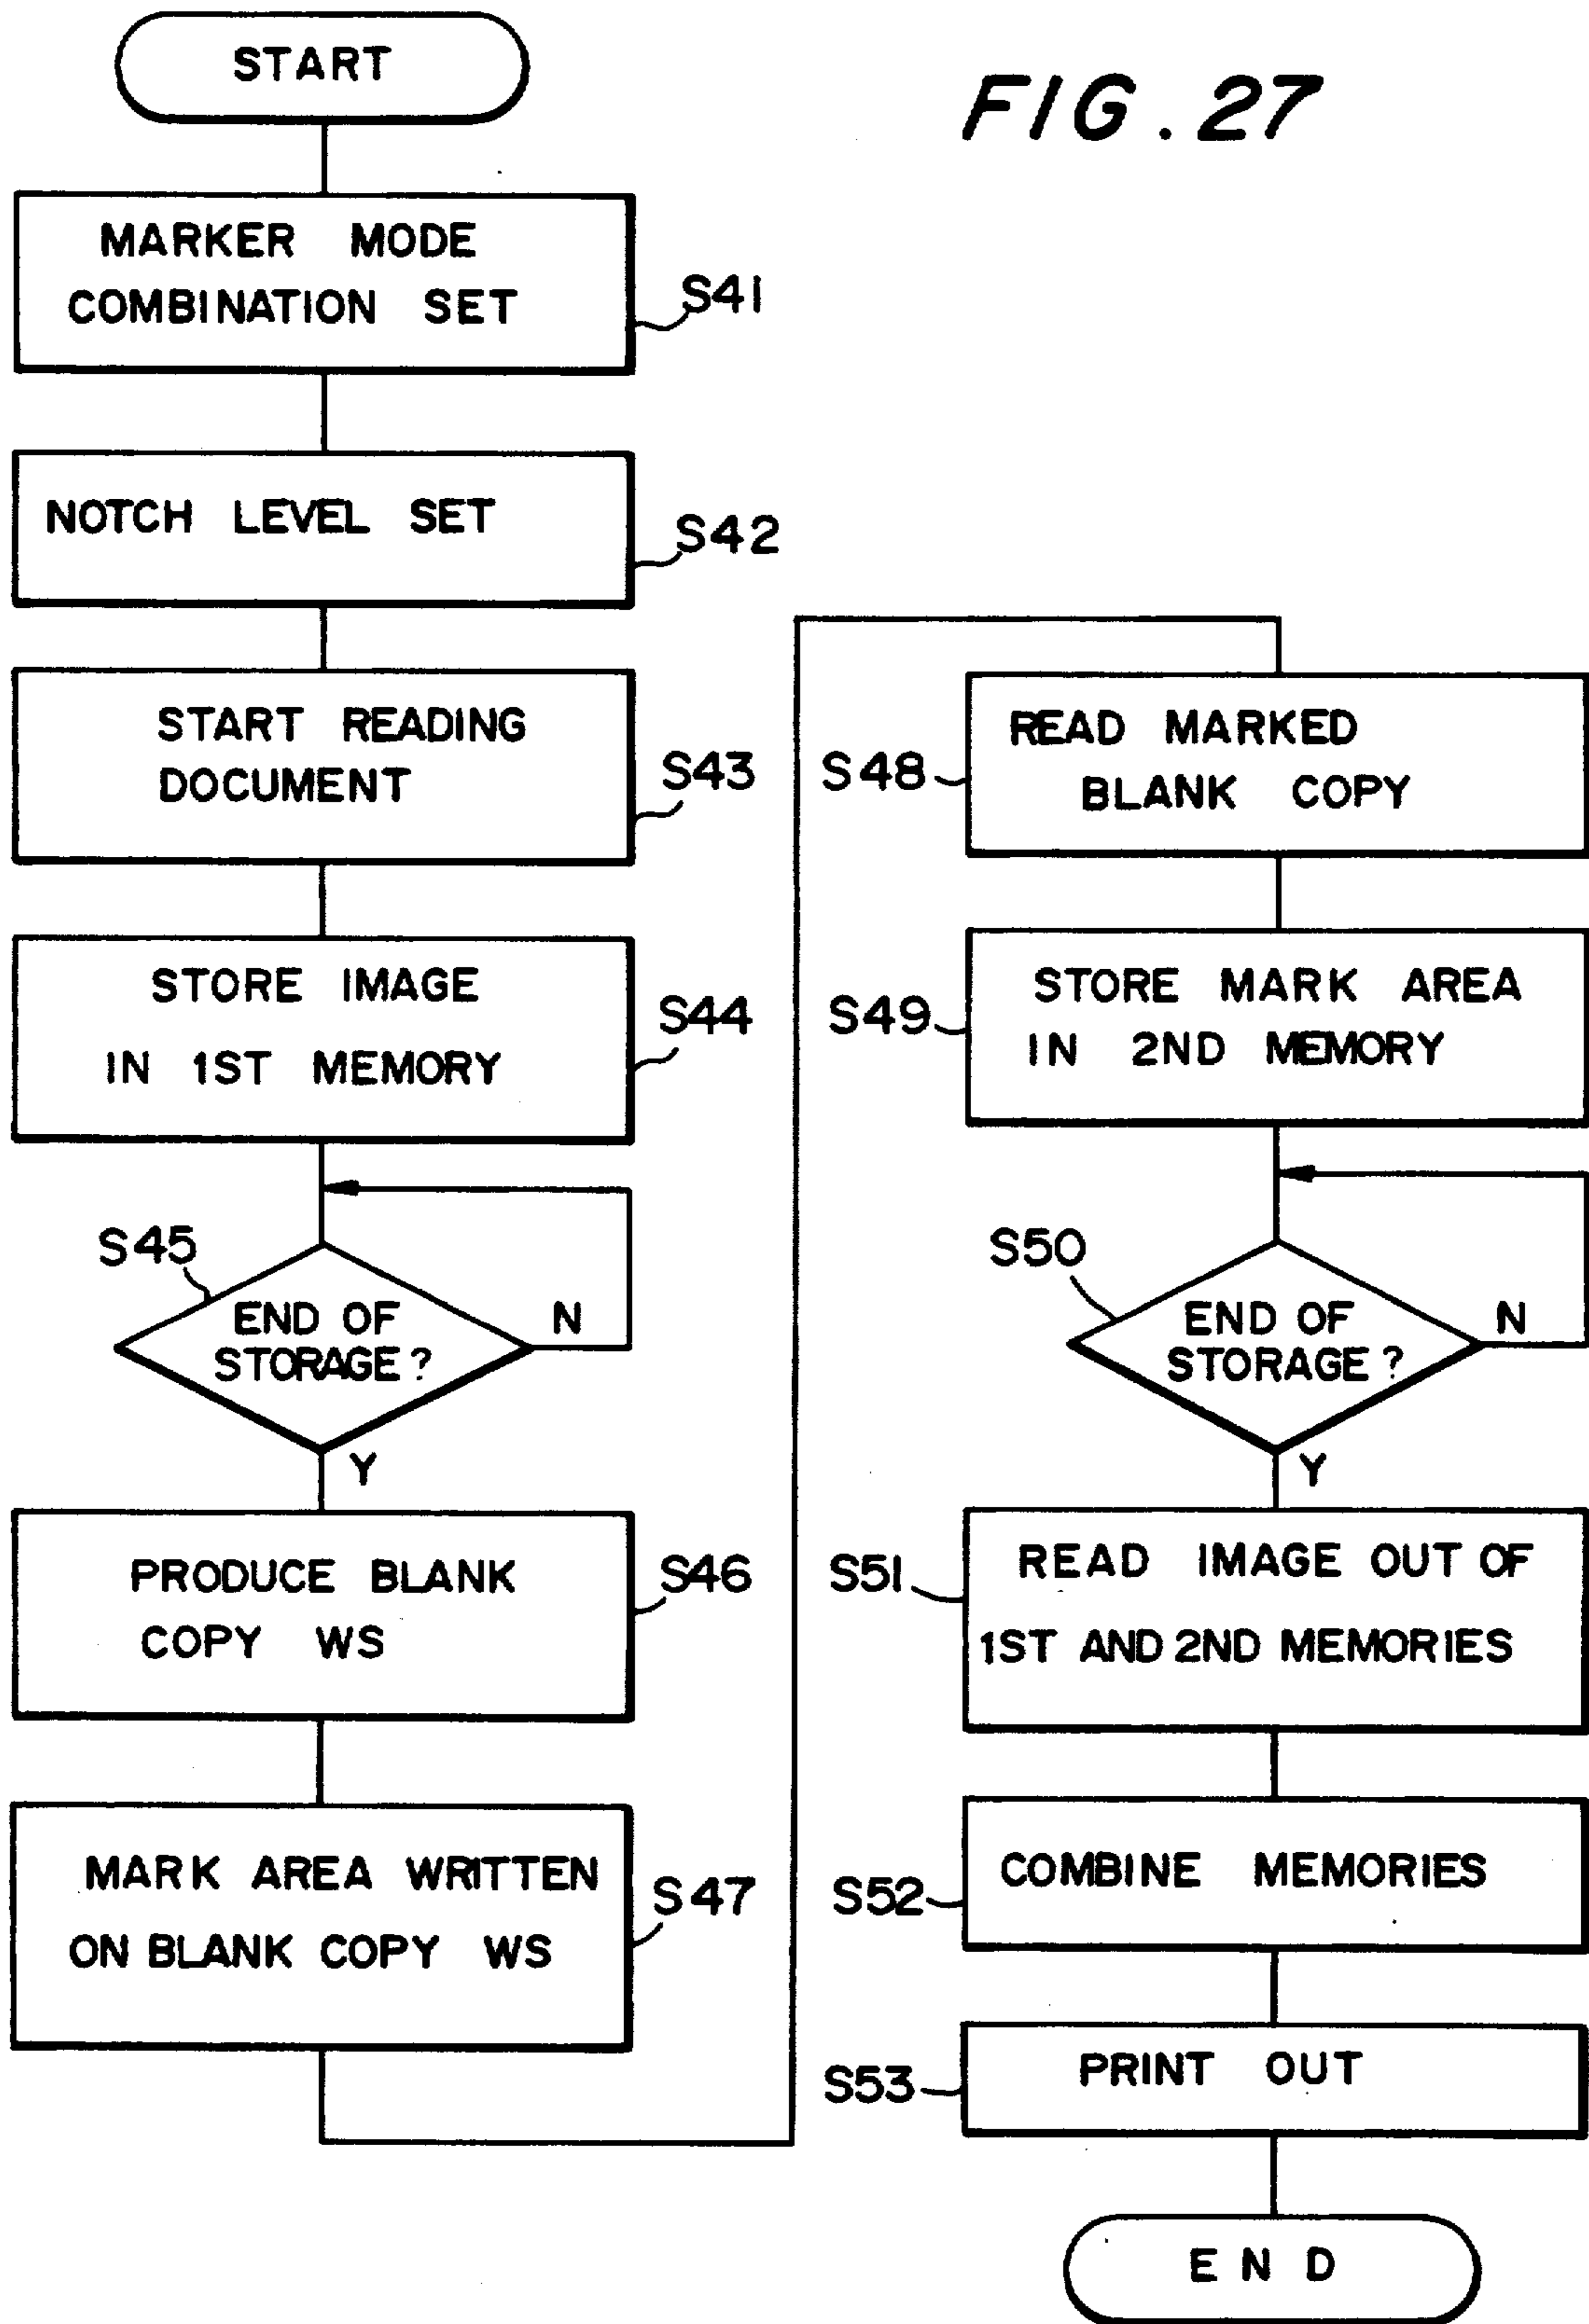 START
FIG. 27
MARKER MODE
COMBINATION SET
S41
NOTCH LEVEL SET
S42
START READING
DOCUMENT
S43
STORE IMAGE
IN 1ST MEMORY
S44
S45
END OF
STORAGE?
N
Y
PRODUCE BLANK
COPY WS
S46
MARK AREA WRITTEN
ON BLANK COPY WS
S47
READ MARKED
BLANK COPY
S48
STORE MARK AREA
IN 2ND MEMORY
S49
S50
END OF
STORAGE?
N
Y
READ IMAGE OUT OF
1ST AND 2ND MEMORIES
S51
COMBINE MEMORIES
S52
PRINT OUT
S53
END